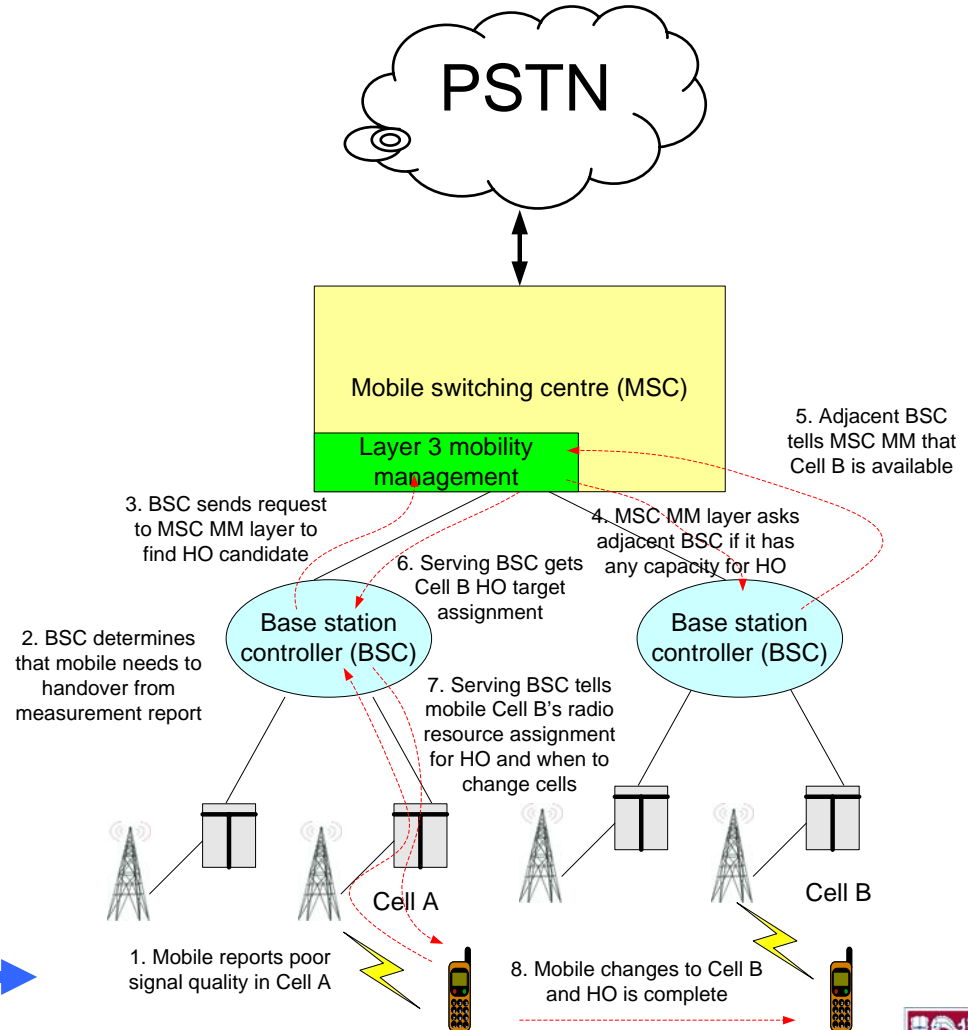 PSTN
Mobile switching centre (MSC)
Layer 3 mobility
management
5. Adjacent BSC
tells MSC MM that
Cell B is available
3. BSC sends request
to MSC MM layer to
find HO candidate
4. MSC MM layer asks
adjacent BSC if it has
any capacity for HO
6. Serving BSC gets
Cell B HO target
assignment
Base station
controller (BSC)
Base station
controller (BSC)
2. BSC determines
that mobile needs to
handover from
measurement report
7. Serving BSC tells
mobile Cell B's radio
resource assignment
for HO and when to
change cells
Cell A
Cell B
1. Mobile reports poor
signal quality in Cell A
8. Mobile changes to Cell B
and HO is complete